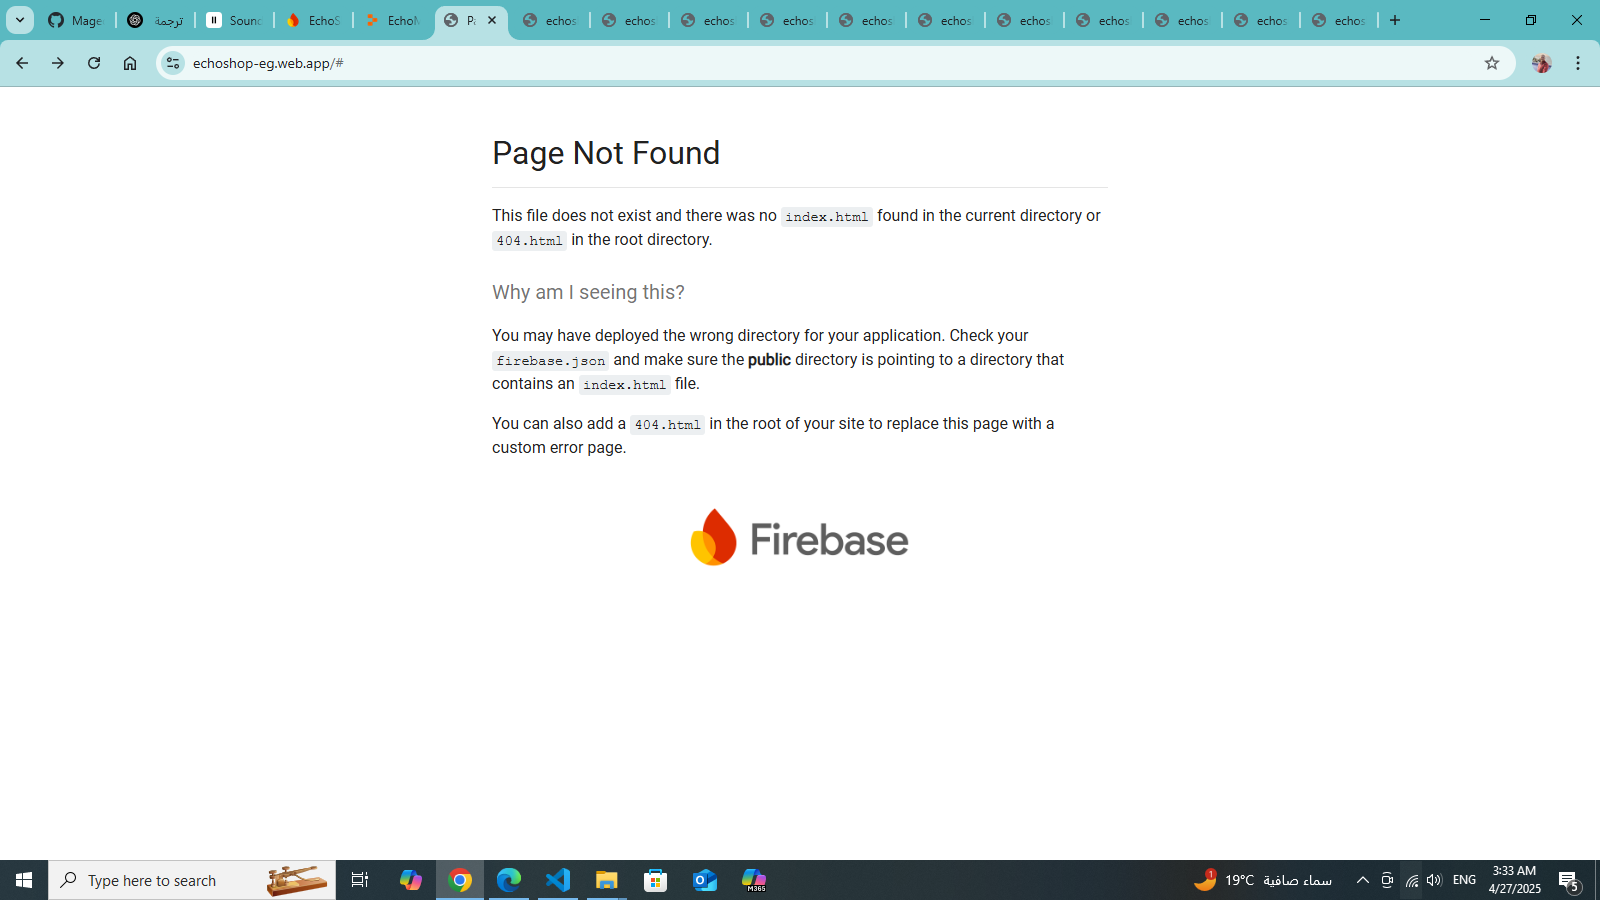 Mage
ترجمة
Sound
EchoS
EchoM
Pa
echos
echos
echos
echos
echos
echos
echos
echos
echos
echos
echos
echoshop-eg.web.app/#
Page Not Found
This file does not exist and there was no index.html found in the current directory or
404.html in the root directory.
Why am I seeing this?
You may have deployed the wrong directory for your application. Check your
firebase.json and make sure the public directory is pointing to a directory that
contains an index.html file.
You can also add a 404.html in the root of your site to replace this page with a
custom error page.
Firebase
Type here to search
M365
1
19°C سماء صافية
ENG
3:33 AM
4/27/2025
5